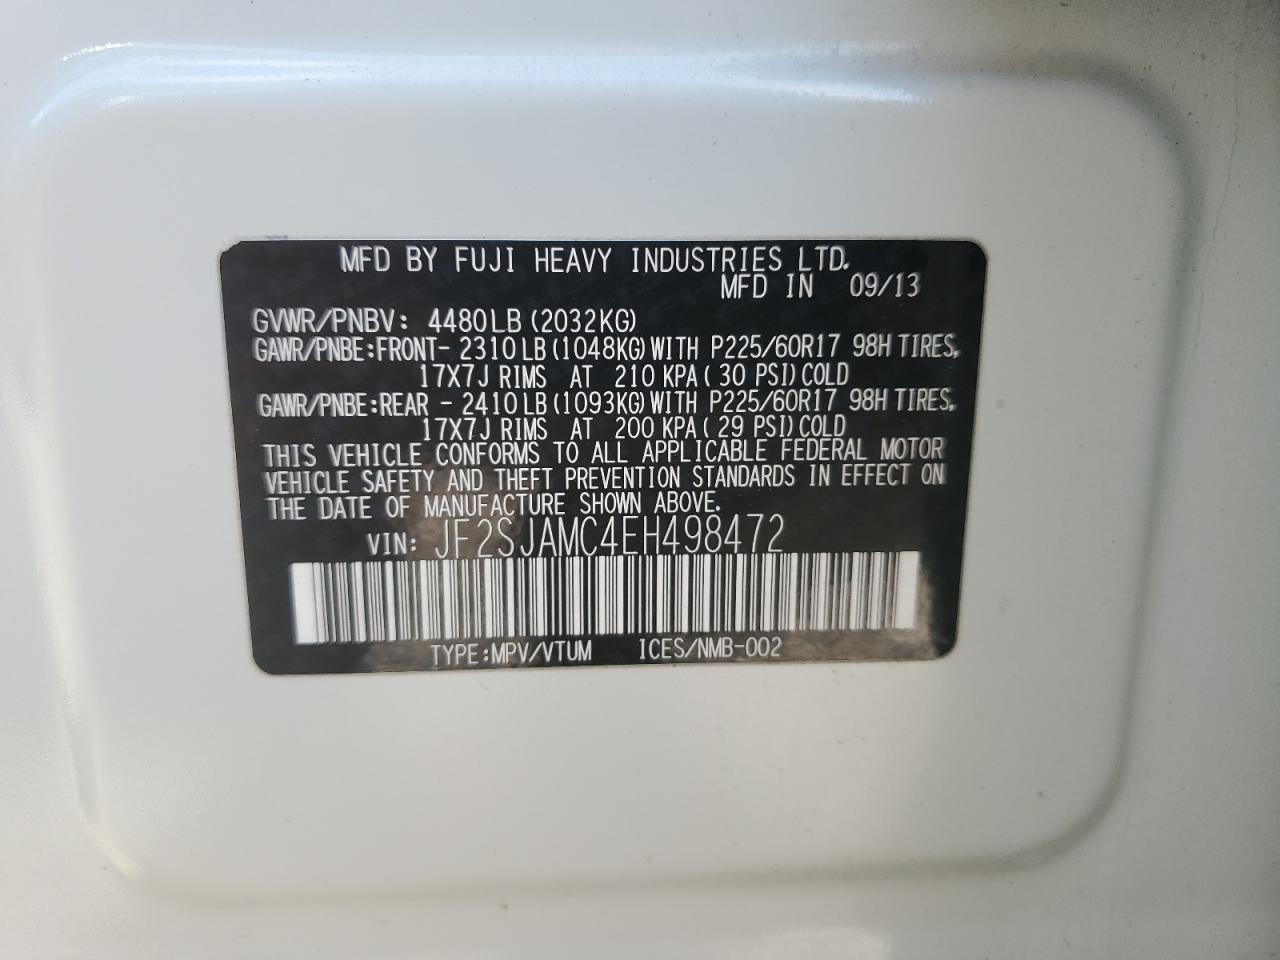 MFD BY FUJI HEAVY INDUSTRIES LTD.
MFD IN 09/13
GVWR/PNBV: 4480LB (2032KG)
GAWR/PNBE:FRONT- 2310LB (1048KG) WITH P225/60R17 98H TIRES,
17X7J RIMS AT 210 KPA( 30 PSI) COLD
GAWR/PNBE:REAR - 2410LB (1093KG) WITH P225/60R17 98H TIRES,
17X7J RIMS AT 200 KPA( 29 PSI) COLD
THIS VEHICLE CONFORMS TO ALL APPLICABLE FEDERAL MOTOR
VEHICLE SAFETY AND THEFT PREVENTION STANDARDS IN EFFECT ON
THE DATE OF MANUFACTURE SHOWN ABOVE.
VIN: JF2SJAMC4EH498472
TYPE:MPV/VTUM ICES/NMB-002